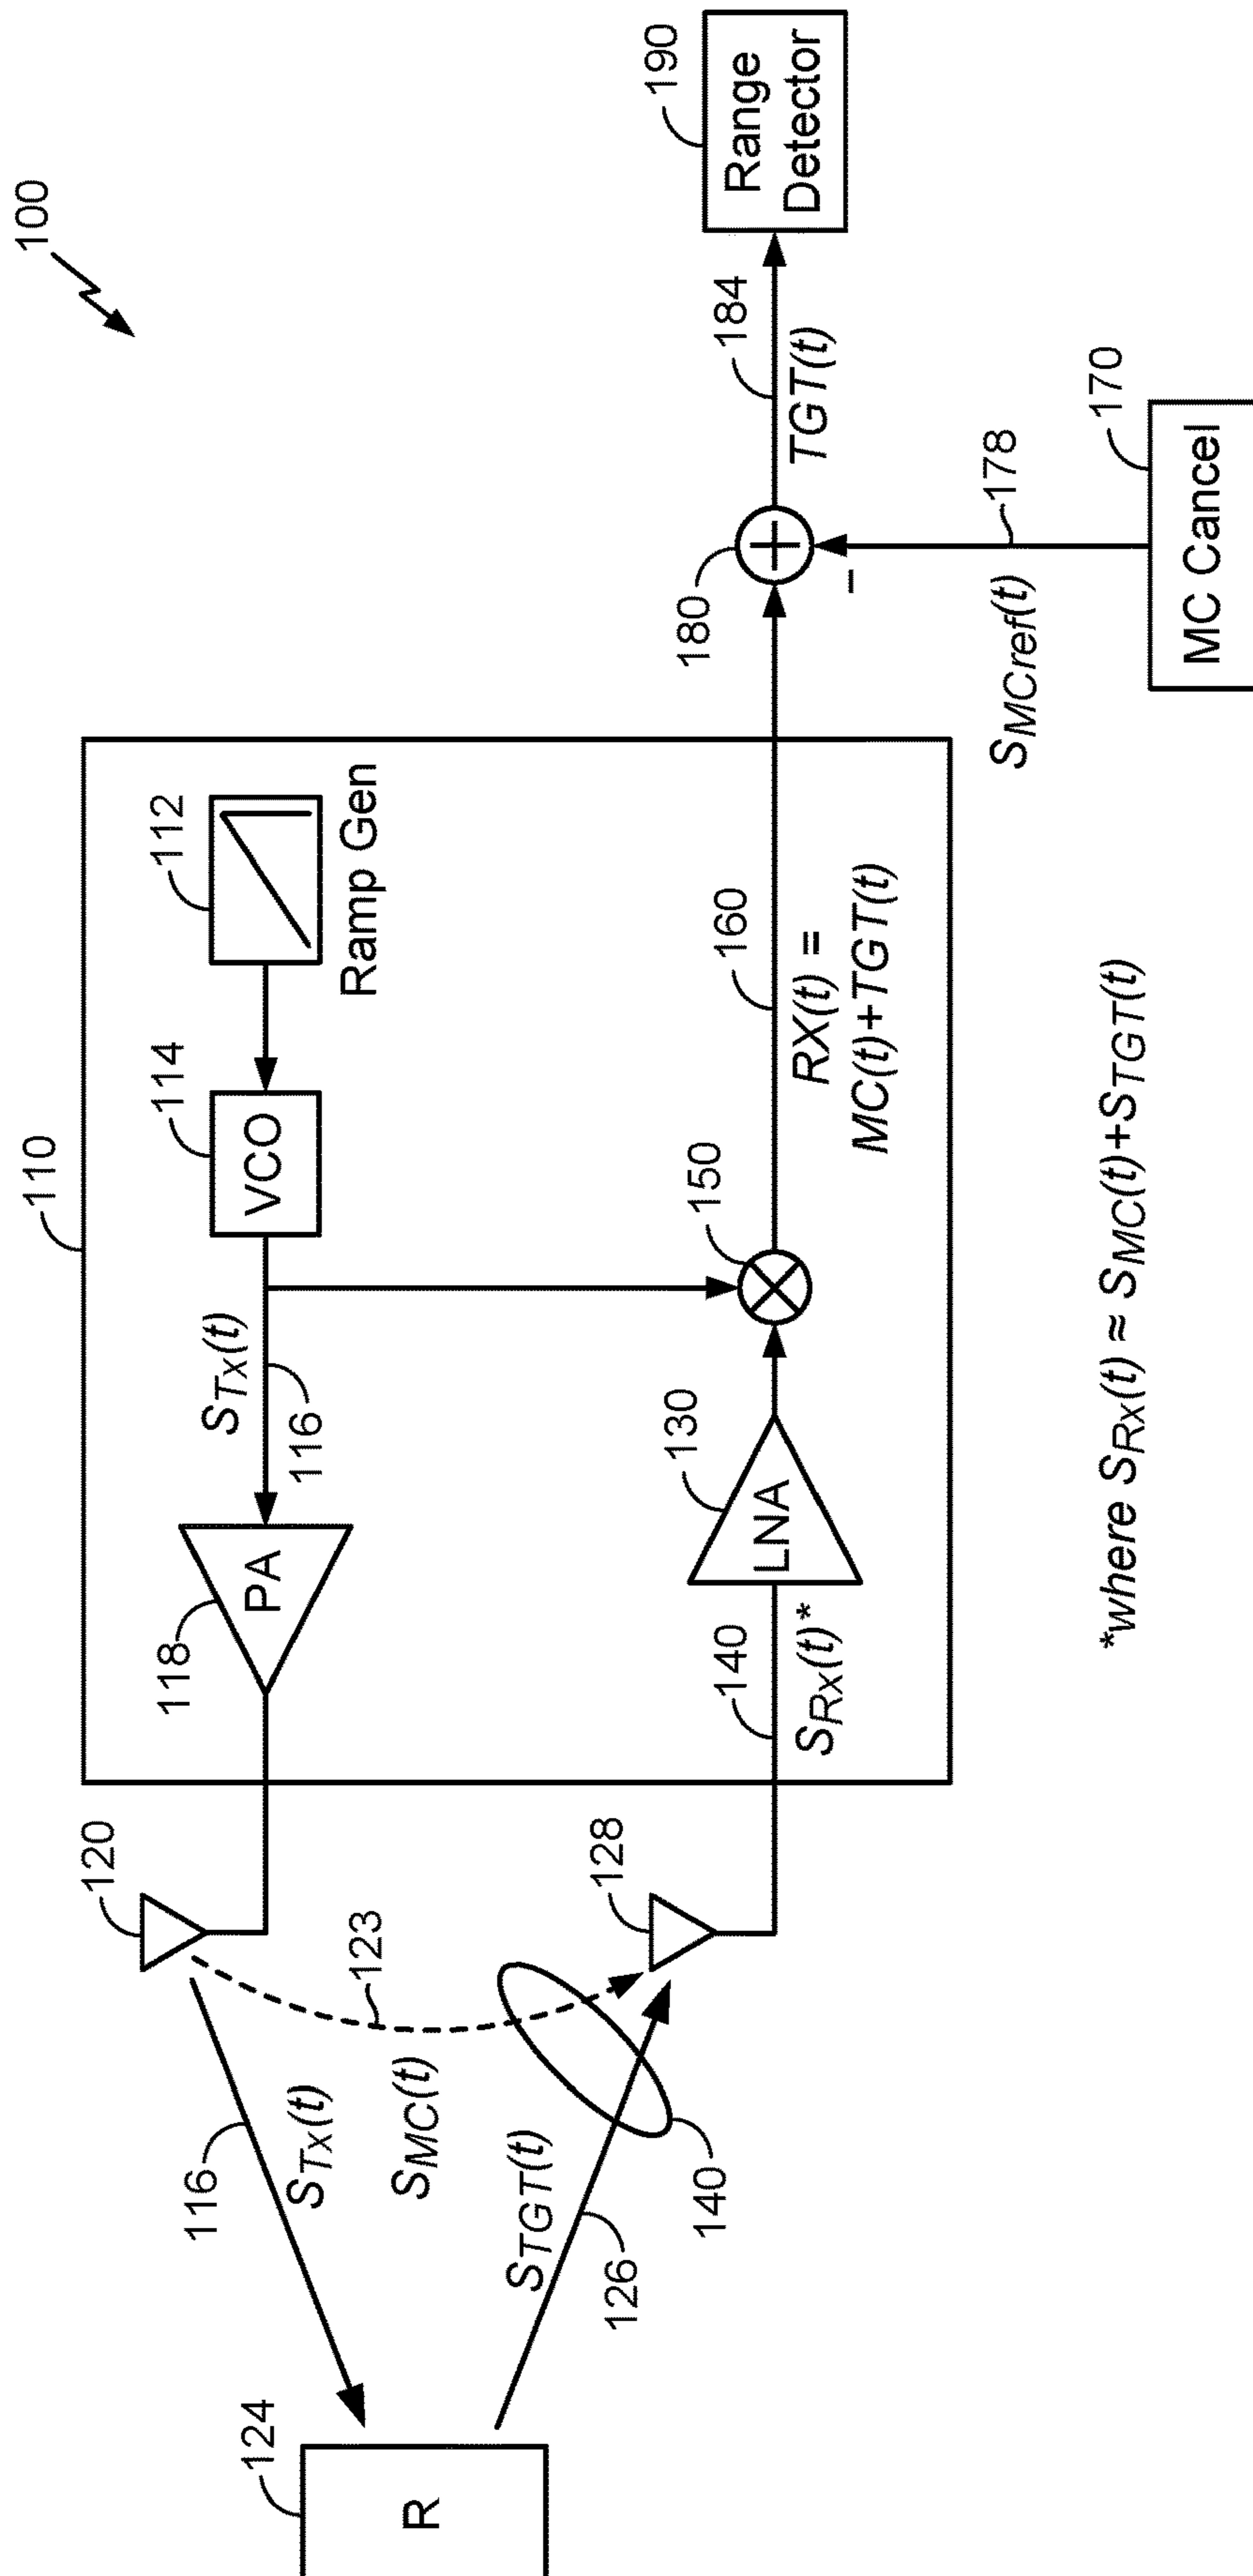 100
110
120
118
PA
S_Tx(t)
116
114
VCO
112
Ramp Gen
124
R
116
S_Tx(t)
123
S_MC(t)
S_TGT(t)
126
140
128
140
S_Rx(t)*
130
LNA
150
160
RX(t) =
MC(t)+TGT(t)
180
–
184
TGT(t)
190
Range
Detector
S_MCref(t)
178
170
MC Cancel
*where S_Rx(t) ≈ S_MC(t)+S_TGT(t)